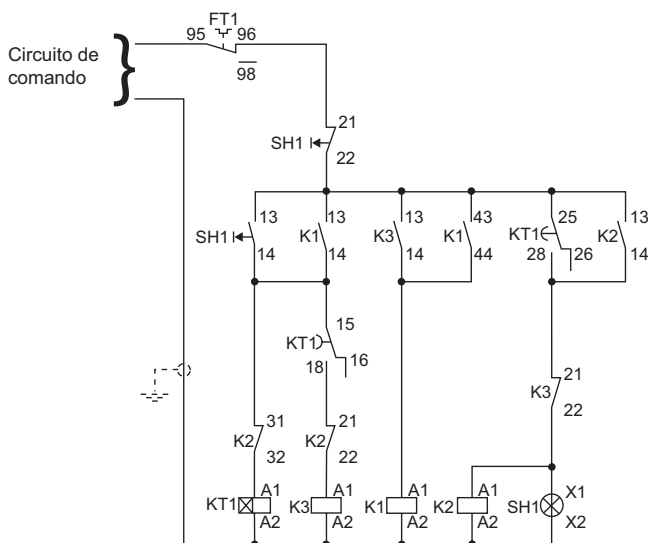 FT1
95 96
98
Circuito de
comando
21
SH1
22
13 13 13 43 25 13
SH1 K1 K3 K1 KT1 K2
14 14 14 44 28 26 14
15
KT1
18 16
31 21 21
K2 K2 K3
32 22 22
A1 A1 A1 A1 X1
KT1 K3 K1 K2 SH1
A2 A2 A2 A2 X2